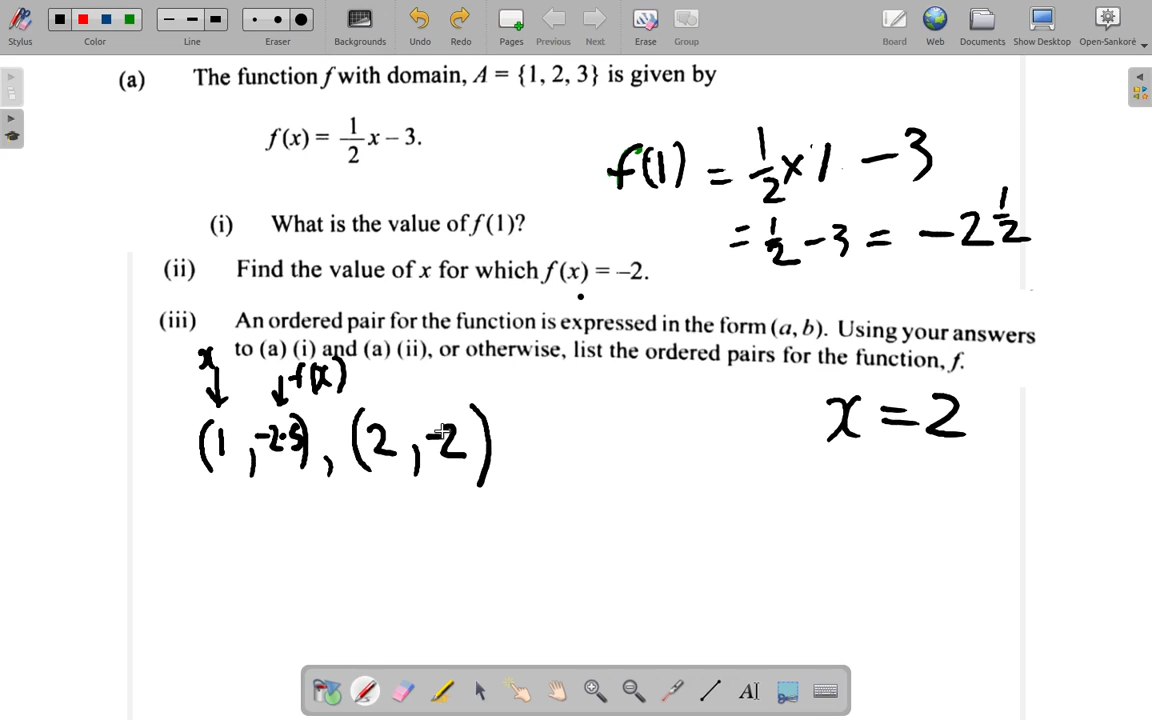 Stylus Color Line Eraser Backgrounds Undo Redo Pages Previous Next Erase Group Board Web Documents Show Desktop Open-Sankoré
(a) The function f with domain, A = {1, 2, 3} is given by
f(x) = 1/2 x – 3.
f(1) = 1/2 x 1 – 3
= 1/2 – 3 = – 2 1/2
(i) What is the value of f (1)?
(ii) Find the value of x for which f (x) = –2.
(iii) An ordered pair for the function is expressed in the form (a, b). Using your answers
to (a) (i) and (a) (ii), or otherwise, list the ordered pairs for the function, f.
x f(x)
(1, -2.5), (2, -2)
x = 2